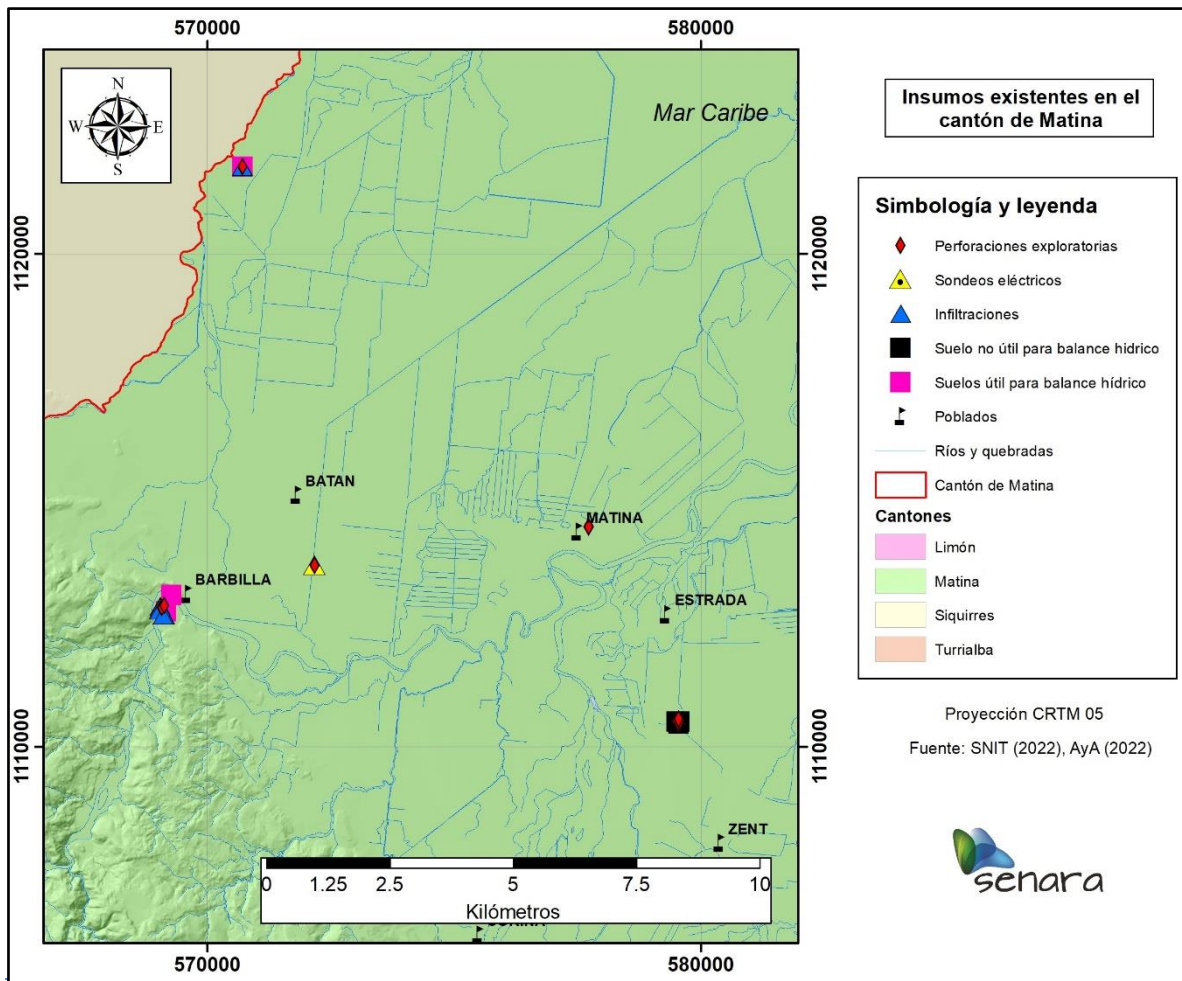 570000
580000
N
W
E
S
Mar Caribe
1120000
1120000
BATAN
MATINA
BARBILLA
ESTRADA
1110000
1110000
ZENT
0
1.25
2.5
5
7.5
10
Kilómetros
570000
580000
Insumos existentes en el
cantón de Matina
Simbología y leyenda
Perforaciones exploratorias
Sondeos eléctricos
Infiltraciones
Suelo no útil para balance hidrico
Suelos útil para balance hídrico
Poblados
Ríos y quebradas
Cantón de Matina
Cantones
Limón
Matina
Siquirres
Turrialba
Proyección CRTM 05
Fuente: SNIT (2022), AyA (2022)
senara